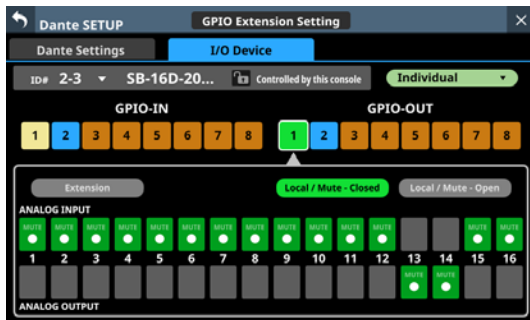 Dante SETUP
GPIO Extension Setting
×
Dante Settings
I/O Device
ID# 2-3 ▼ SB-16D-20... Controlled by this console
Individual ▼
GPIO-IN
GPIO-OUT
1 2 3 4 5 6 7 8
1 2 3 4 5 6 7 8
Extension
Local / Mute - Closed
Local / Mute - Open
ANALOG INPUT
MUTE MUTE MUTE MUTE MUTE MUTE MUTE MUTE MUTE MUTE MUTE MUTE MUTE MUTE
1 2 3 4 5 6 7 8 9 10 11 12 13 14 15 16
MUTE MUTE
ANALOG OUTPUT